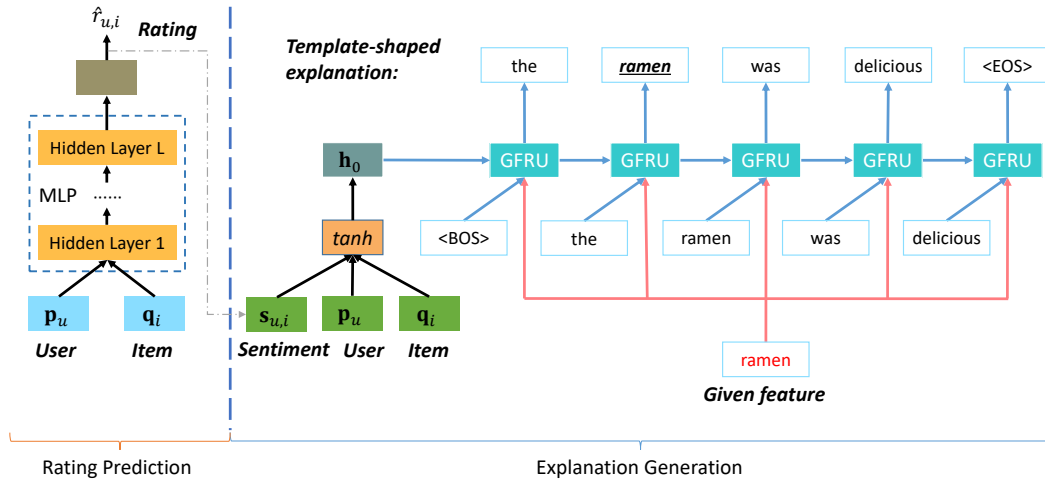 r̂u,i
Rating
Hidden Layer L
MLP ......
Hidden Layer 1
pu
qi
User
Item
Rating Prediction
Template-shaped
explanation:
the
ramen
was
delicious
<EOS>
h0
GFRU
GFRU
GFRU
GFRU
GFRU
tanh
<BOS>
the
ramen
was
delicious
su,i
pu
qi
Sentiment
User
Item
ramen
Given feature
Explanation Generation